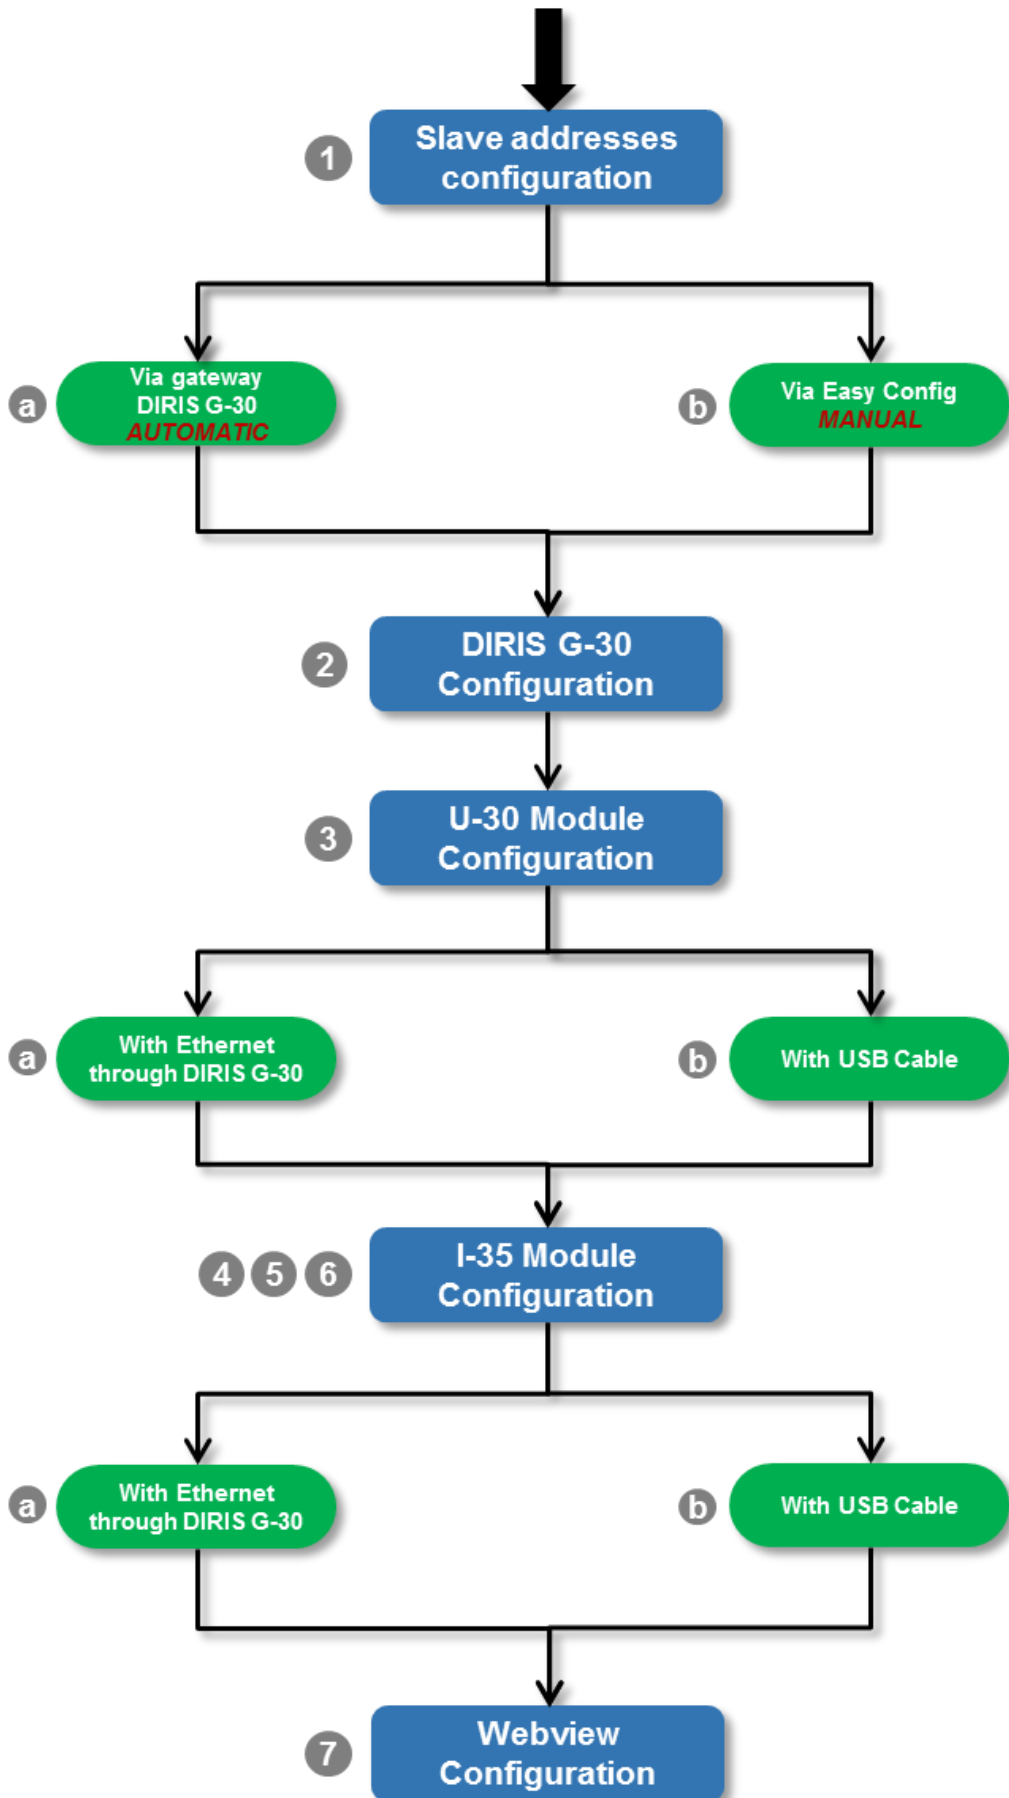 1
Slave addresses
configuration
a
Via gateway
DIRIS G-30
AUTOMATIC
b
Via Easy Config
MANUAL
2
DIRIS G-30
Configuration
3
U-30 Module
Configuration
a
With Ethernet
through DIRIS G-30
b
With USB Cable
4 5 6
I-35 Module
Configuration
a
With Ethernet
through DIRIS G-30
b
With USB Cable
7
Webview
Configuration